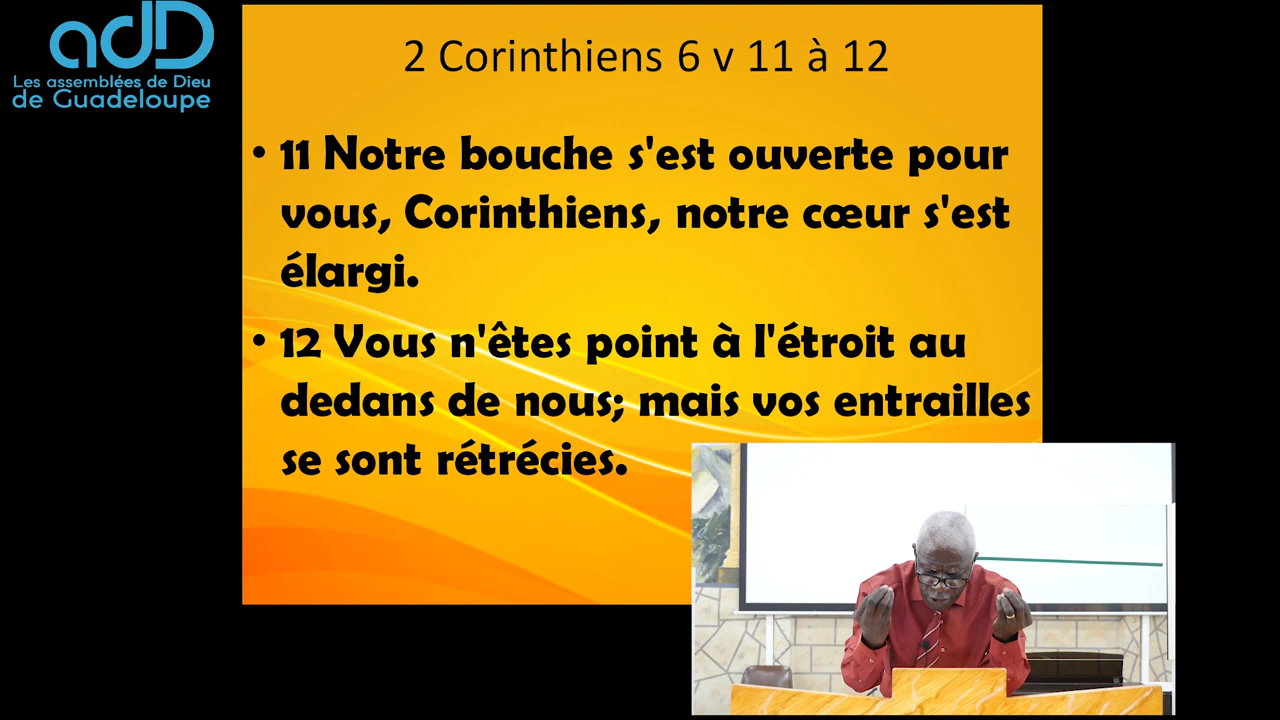 adD
Les assemblées de Dieu
de Guadeloupe
2 Corinthiens 6 v 11 à 12
• 11 Notre bouche s'est ouverte pour
vous, Corinthiens, notre cœur s'est
élargi.
• 12 Vous n'êtes point à l'étroit au
dedans de nous; mais vos entrailles
se sont rétrécies.